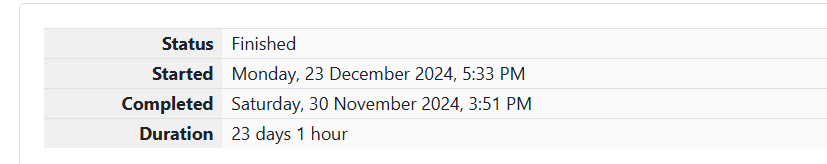 Status Finished
Started Monday, 23 December 2024, 5:33 PM
Completed Saturday, 30 November 2024, 3:51 PM
Duration 23 days 1 hour